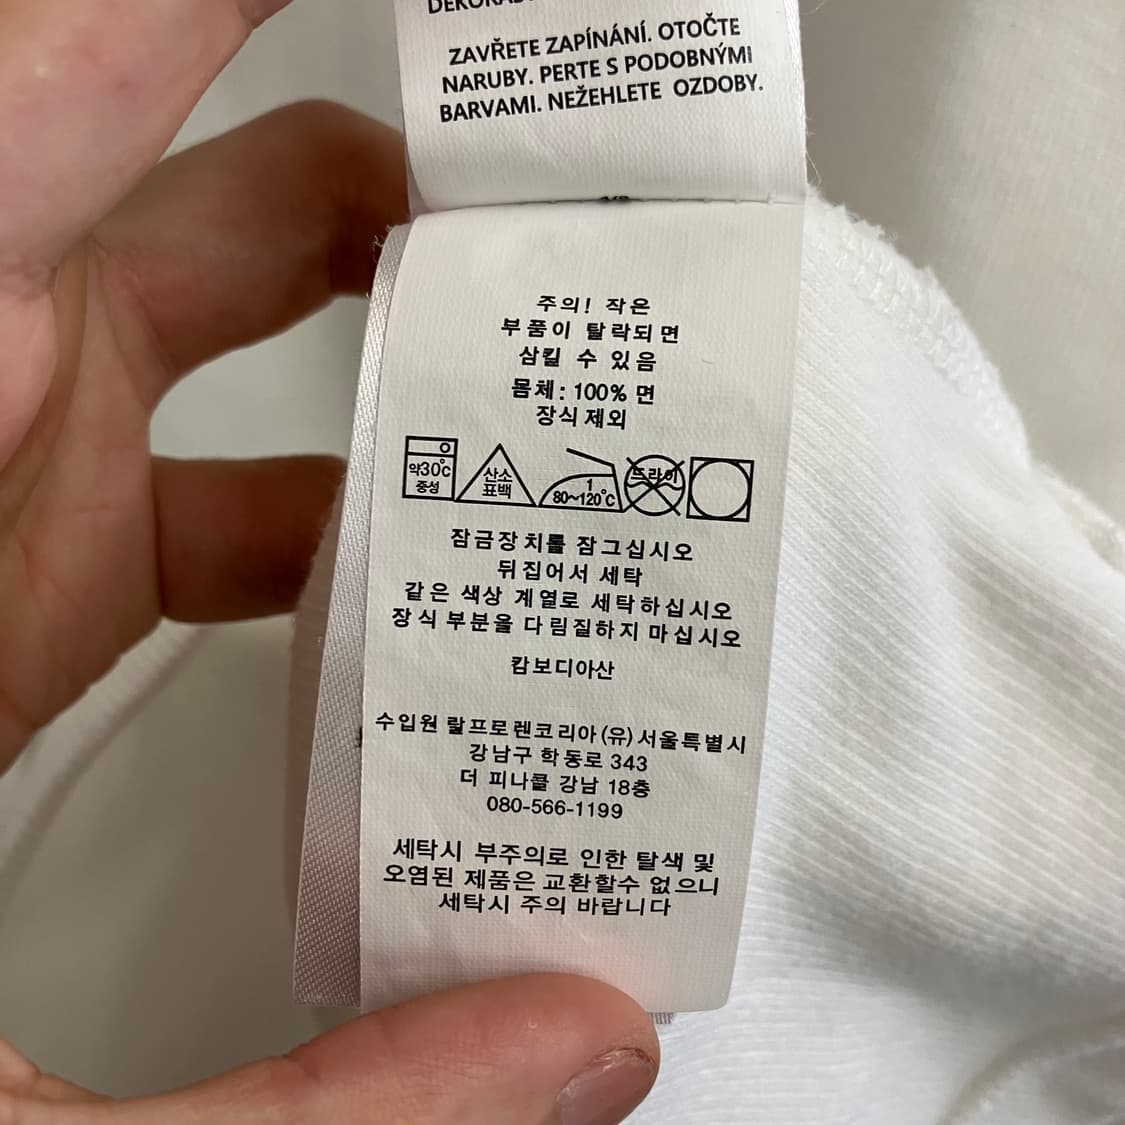 ZAVŘETE ZAPÍNÁNÍ. OTOČTE
NARUBY. PERTE S PODOBNÝMI
BARVAMI. NEŽEHLETE OZDOBY.
주의! 작은
부품이 탈락되면
삼킬 수 있음
몸체: 100% 면
장식제외
약30°c
중성
산소
표백
1
80~120°C
드라이
잠금장치를 잠그십시오
뒤집어서 세탁
같은 색상 계열로 세탁하십시오
장식부분을 다림질하지 마십시오
캄보디아산
수입원 랄프로렌코리아(유)서울특별시
강남구 학동로 343
더 피나클 강남 18층
080-566-1199
세탁시 부주의로 인한 탈색 및
오염된 제품은 교환할수 없으니
세탁시 주의 바랍니다